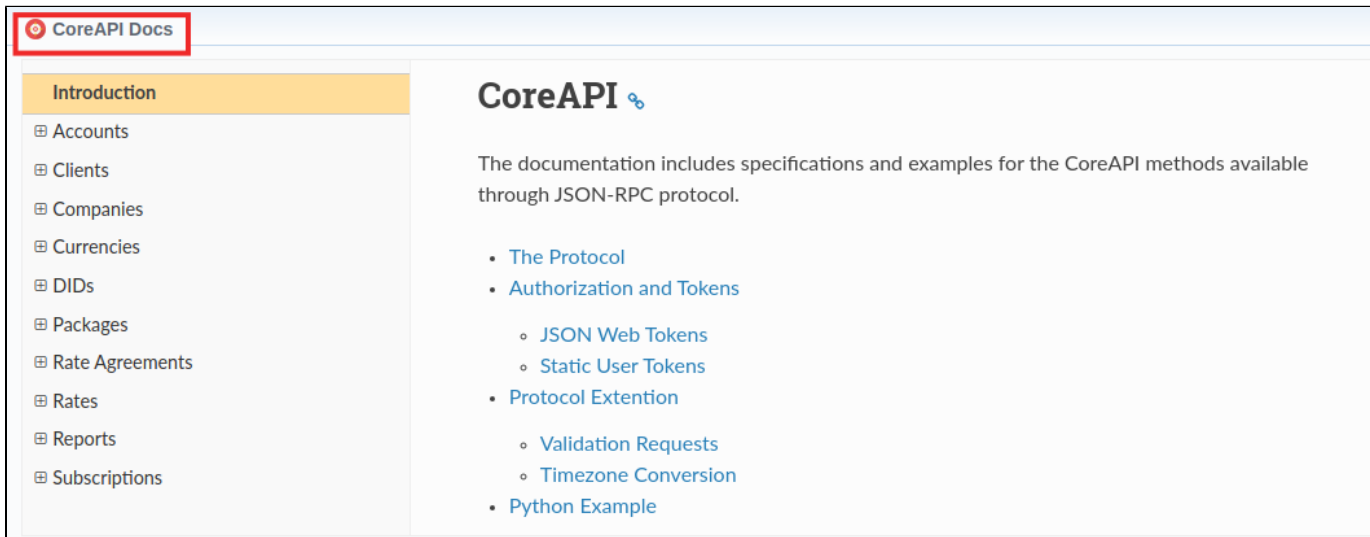 CoreAPI Docs
Introduction
Accounts
Clients
Companies
Currencies
DIDs
Packages
Rate Agreements
Rates
Reports
Subscriptions
CoreAPI
The documentation includes specifications and examples for the CoreAPI methods available
through JSON-RPC protocol.
• The Protocol
• Authorization and Tokens
◦ JSON Web Tokens
◦ Static User Tokens
• Protocol Extention
◦ Validation Requests
◦ Timezone Conversion
• Python Example